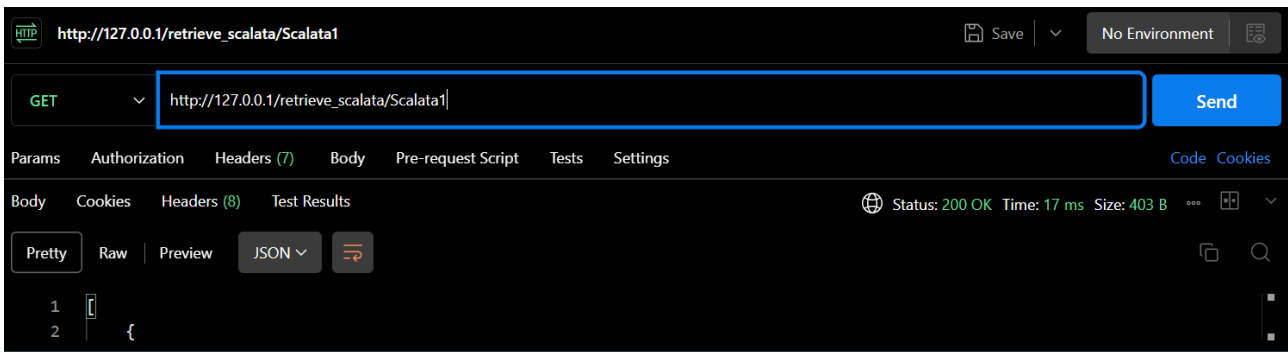 HTTP http://127.0.0.1/retrieve_scalata/Scalata1 Save No Environment
GET http://127.0.0.1/retrieve_scalata/Scalata1 Send
Params Authorization Headers (7) Body Pre-request Script Tests Settings Code Cookies
Body Cookies Headers (8) Test Results Status: 200 OK Time: 17 ms Size: 403 B
Pretty Raw Preview JSON
1 [
2 {